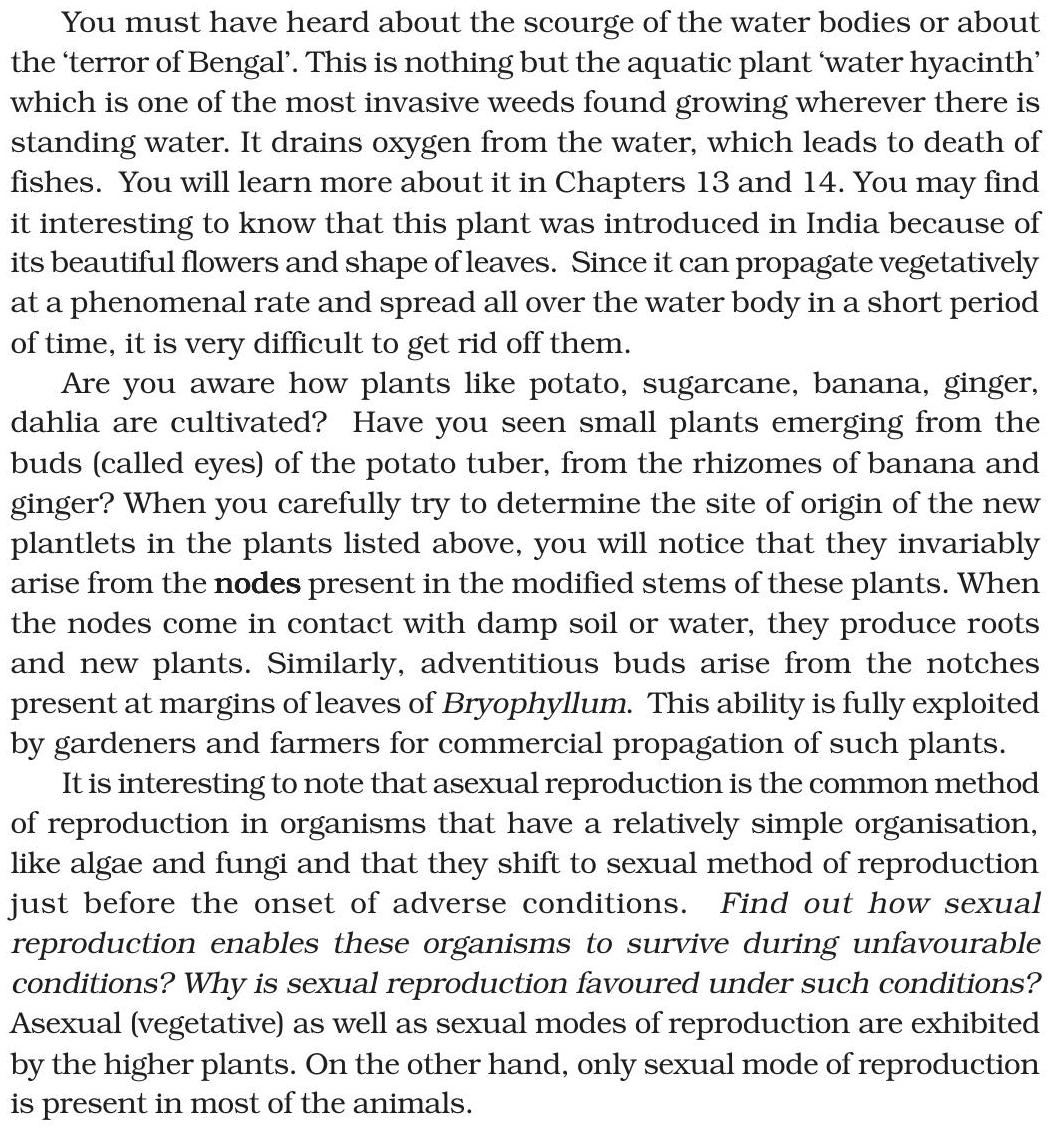 You must have heard about the scourge of the water bodies or about
the ‘terror of Bengal’. This is nothing but the aquatic plant ‘water hyacinth’
which is one of the most invasive weeds found growing wherever there is
standing water. It drains oxygen from the water, which leads to death of
fishes.  You will learn more about it in Chapters 13 and 14. You may find
it interesting to know that this plant was introduced in India because of
its beautiful flowers and shape of leaves.  Since it can propagate vegetatively
at a phenomenal rate and spread all over the water body in a short period
of time, it is very difficult to get rid off them.
Are you aware how plants like potato, sugarcane, banana, ginger,
dahlia are cultivated?  Have you seen small plants emerging from the
buds (called eyes) of the potato tuber, from the rhizomes of banana and
ginger? When you carefully try to determine the site of origin of the new
plantlets in the plants listed above, you will notice that they invariably
arise from the nodes present in the modified stems of these plants. When
the nodes come in contact with damp soil or water, they produce roots
and new plants. Similarly, adventitious buds arise from the notches
present at margins of leaves of Bryophyllum.  This ability is fully exploited
by gardeners and farmers for commercial propagation of such plants.
It is interesting to note that asexual reproduction is the common method
of reproduction in organisms that have a relatively simple organisation,
like algae and fungi and that they shift to sexual method of reproduction
just before the onset of adverse conditions.  Find out how sexual
reproduction enables these organisms to survive during unfavourable
conditions? Why is sexual reproduction favoured under such conditions?
Asexual (vegetative) as well as sexual modes of reproduction are exhibited
by the higher plants. On the other hand, only sexual mode of reproduction
is present in most of the animals.